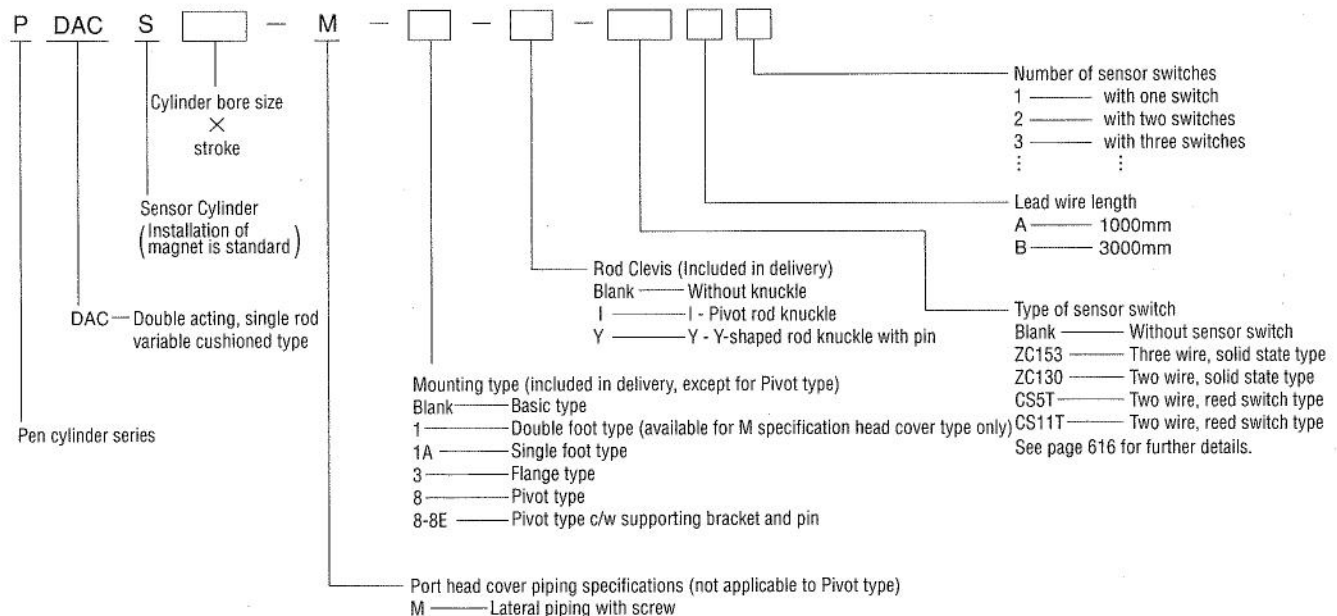 P DAC S □ - M - □ - □ - □ □ □
Cylinder bore size
×
stroke
Sensor Cylinder
(Installation of
magnet is standard)
DAC — Double acting, single rod
variable cushioned type
Pen cylinder series
Number of sensor switches
1 —— with one switch
2 —— with two switches
3 —— with three switches
⋮ ⋮
Lead wire length
A —— 1000mm
B —— 3000mm
Rod Clevis (Included in delivery)
Blank —— Without knuckle
I —— I - Pivot rod knuckle
Y —— Y - Y-shaped rod knuckle with pin
Type of sensor switch
Blank —— Without sensor switch
ZC153 —— Three wire, solid state type
ZC130 —— Two wire, solid state type
CS5T —— Two wire, reed switch type
CS11T —— Two wire, reed switch type
See page 616 for further details.
Mounting type (included in delivery, except for Pivot type)
Blank —— Basic type
1 —— Double foot type (available for M specification head cover type only)
1A —— Single foot type
3 —— Flange type
8 —— Pivot type
8-8E —— Pivot type c/w supporting bracket and pin
Port head cover piping specifications (not applicable to Pivot type)
M —— Lateral piping with screw